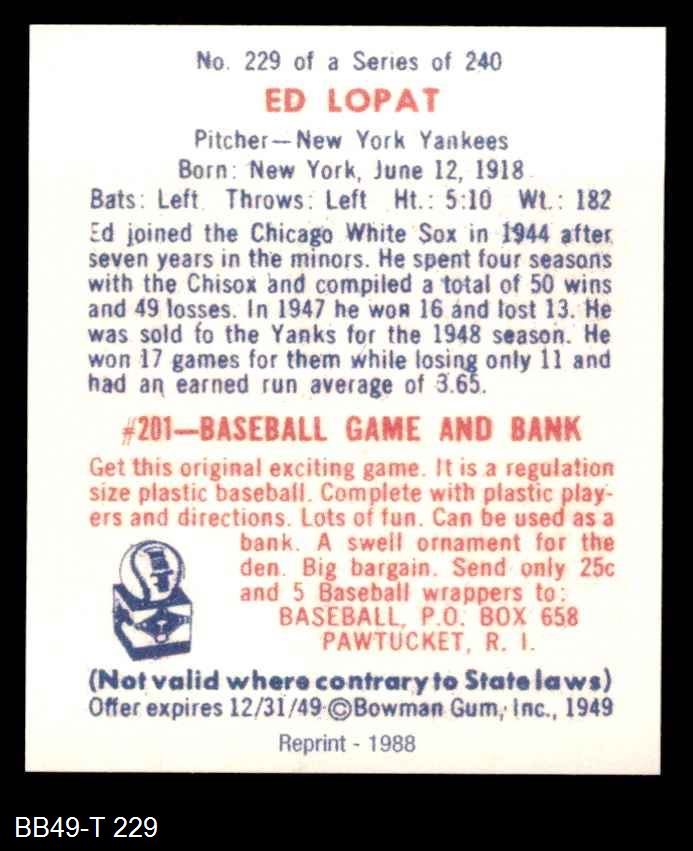 No. 229 of a Series of 240
ED LOPAT
Pitcher—New York Yankees
Born: New York, June 12, 1918
Bats: Left Throws: Left Ht.: 5:10 Wt.: 182
Ed joined the Chicago White Sox in 1944 after
seven years in the minors. He spent four seasons
with the Chisox and compiled a total of 50 wins
and 49 losses. In 1947 he won 16 and lost 13. He
was sold to the Yanks for the 1948 season. He
won 17 games for them while losing only 11 and
had an earned run average of 3.65.
#201—BASEBALL GAME AND BANK
Get this original exciting game. It is a regulation
size plastic baseball. Complete with plastic play-
ers and directions. Lots of fun. Can be used as a
bank. A swell ornament for the
den. Big bargain. Send only 25c
and 5 Baseball wrappers to:
BASEBALL, P.O. BOX 658
PAWTUCKET, R. I.
(Not valid where contrary to State laws)
Offer expires 12/31/49 ©Bowman Gum, Inc., 1949
Reprint - 1988
BB49-T 229